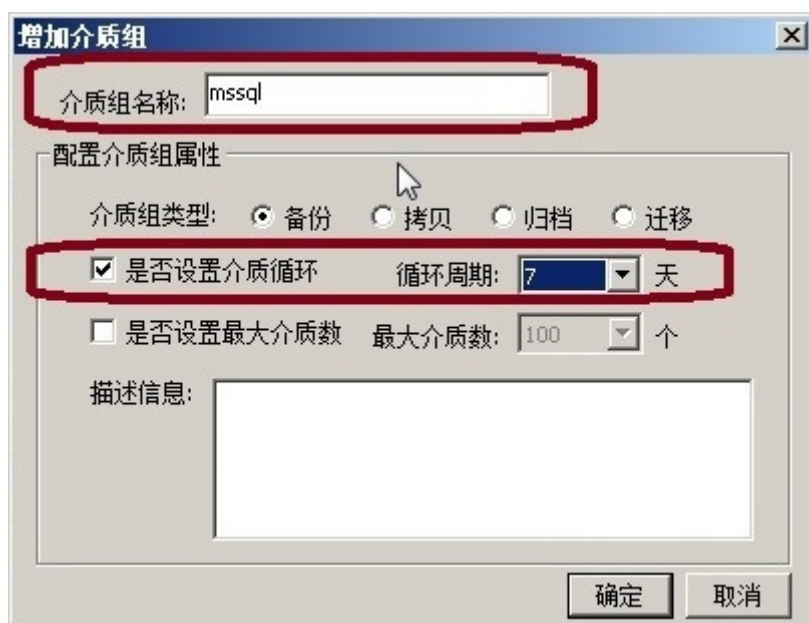 增加介质组
介质组名称: mssql
配置介质组属性
介质组类型: 备份 拷贝 归档 迁移
是否设置介质循环 循环周期: 7 天
是否设置最大介质数 最大介质数: 100 个
描述信息:
确定 取消